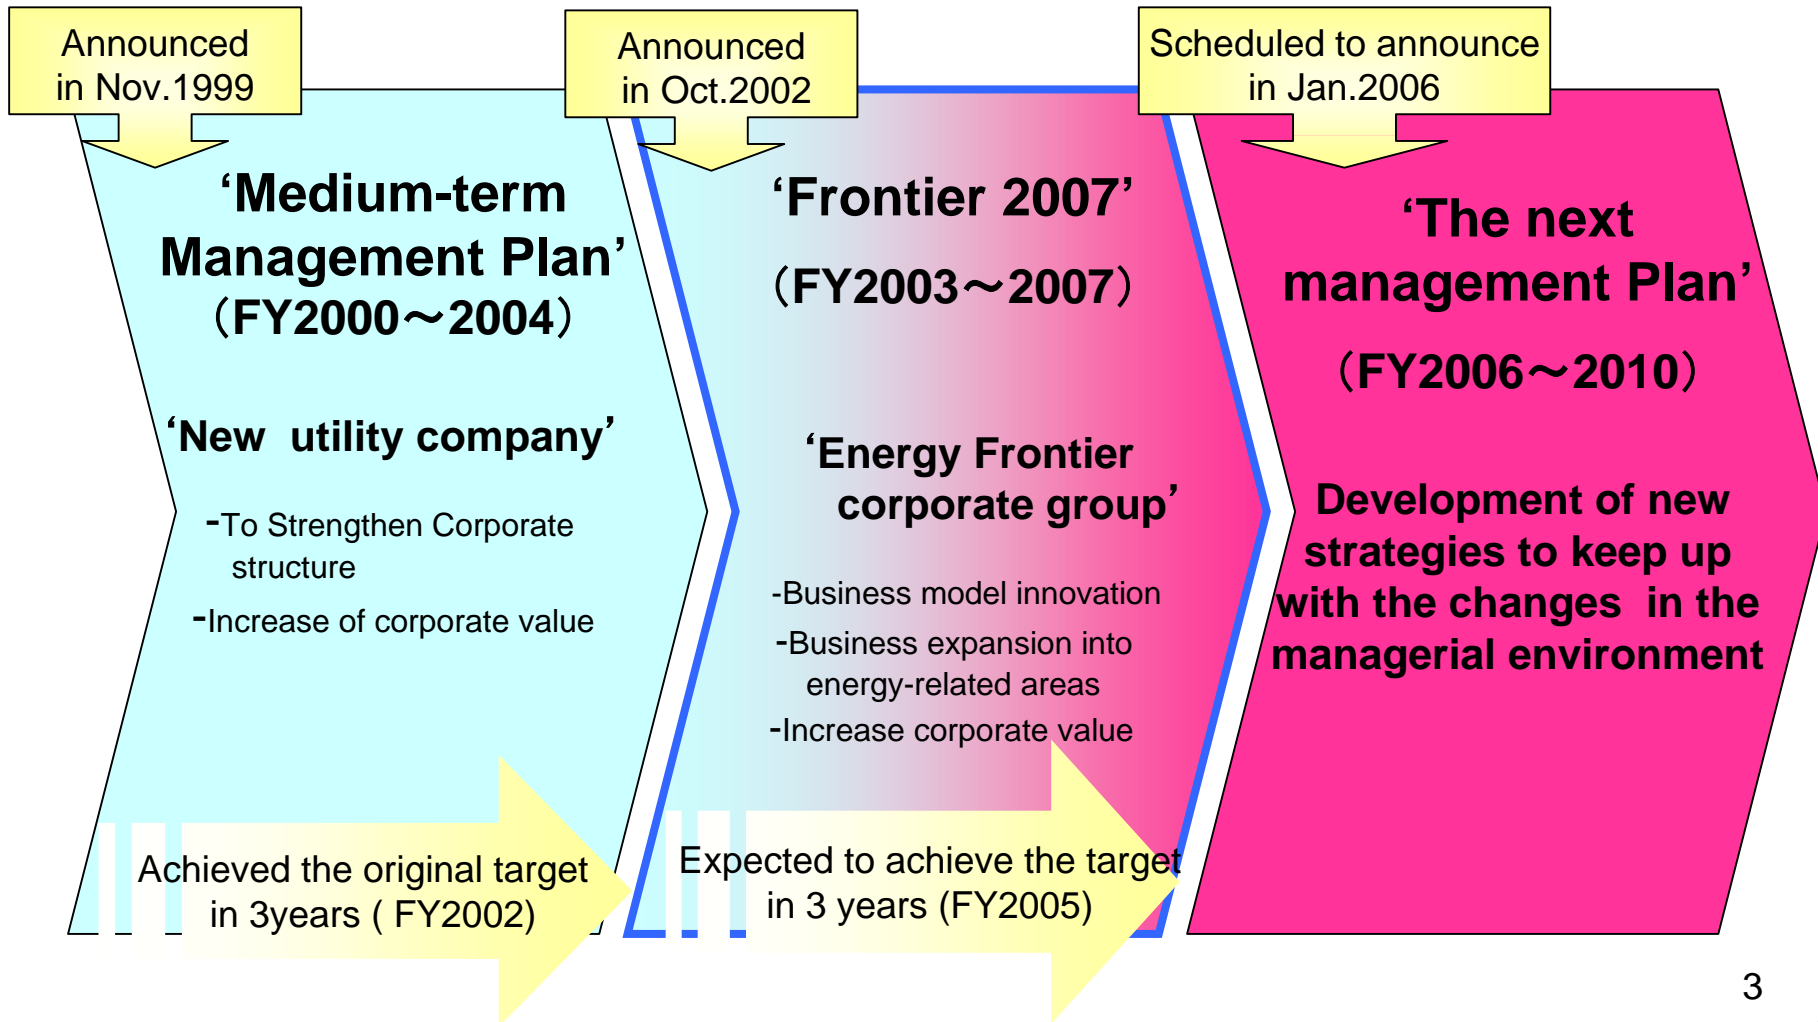 Announced
in Nov.1999
‘Medium-term
Management Plan’
（FY2000～2004）
‘New utility company’
-To Strengthen Corporate
structure
-Increase of corporate value
Achieved the original target
in 3years ( FY2002)
Announced
in Oct.2002
‘Frontier 2007’
（FY2003～2007）
‘Energy Frontier
corporate group’
-Business model innovation
-Business expansion into
energy-related areas
-Increase corporate value
Expected to achieve the target
in 3 years (FY2005)
Scheduled to announce
in Jan.2006
‘The next
management Plan’
（FY2006～2010）
Development of new
strategies to keep up
with the changes in the
managerial environment
3